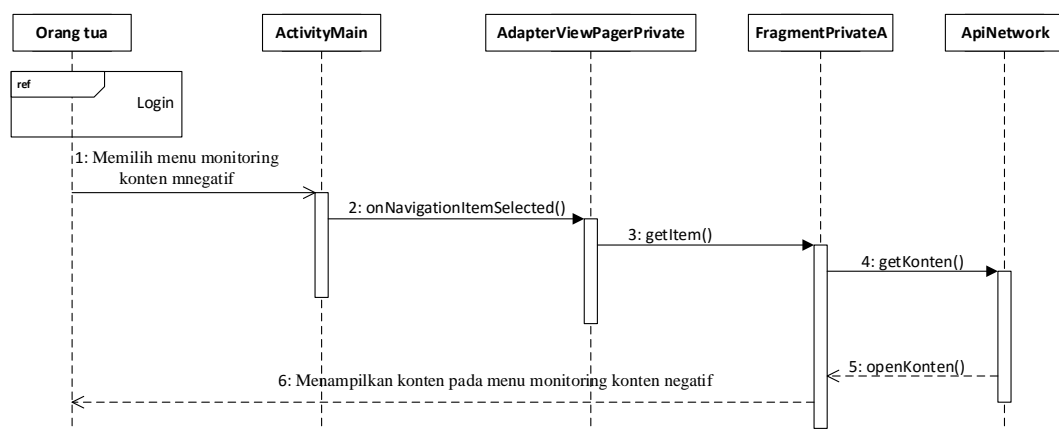 Orang tua
ActivityMain
AdapterViewPagerPrivate
FragmentPrivateA
ApiNetwork
ref
Login
1: Memilih menu monitoring
konten mnegatif
2: onNavigationItemSelected()
3: getItem()
4: getKonten()
5: openKonten()
6: Menampilkan konten pada menu monitoring konten negatif